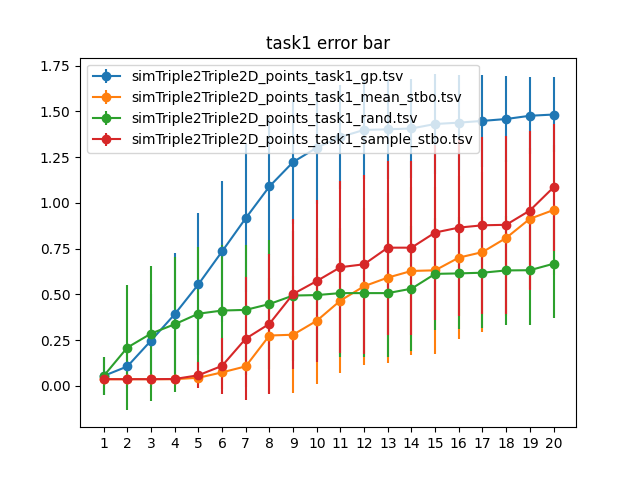 task1 error bar
1.75
1.50
1.25
1.00
0.75
0.50
0.25
0.00
simTriple2Triple2D_points_task1_gp.tsv
simTriple2Triple2D_points_task1_mean_stbo.tsv
simTriple2Triple2D_points_task1_rand.tsv
simTriple2Triple2D_points_task1_sample_stbo.tsv
1 2 3 4 5 6 7 8 9 10 11 12 13 14 15 16 17 18 19 20